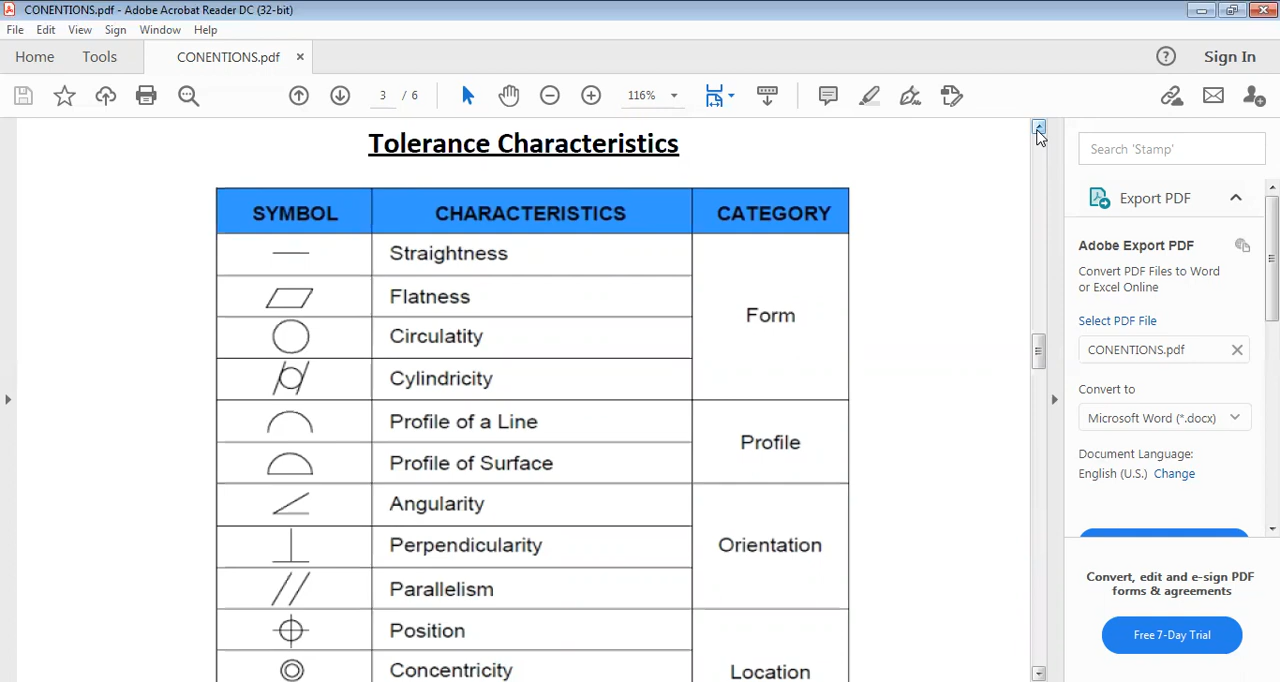 CONENTIONS.pdf - Adobe Acrobat Reader DC (32-bit)
File Edit View Sign Window Help
Home Tools CONENTIONS.pdf × Sign In
3 / 6 116%
Tolerance Characteristics
SYMBOL CHARACTERISTICS CATEGORY
Straightness
Flatness
Circulatity
Cylindricity
Form
Profile of a Line
Profile of Surface
Profile
Angularity
Perpendicularity
Parallelism
Orientation
Position
Concentricity
Location
Search 'Stamp'
Export PDF
Adobe Export PDF
Convert PDF Files to Word
or Excel Online
Select PDF File
CONENTIONS.pdf
Convert to
Microsoft Word (*.docx)
Document Language:
English (U.S.) Change
Convert, edit and e-sign PDF
forms & agreements
Free 7-Day Trial